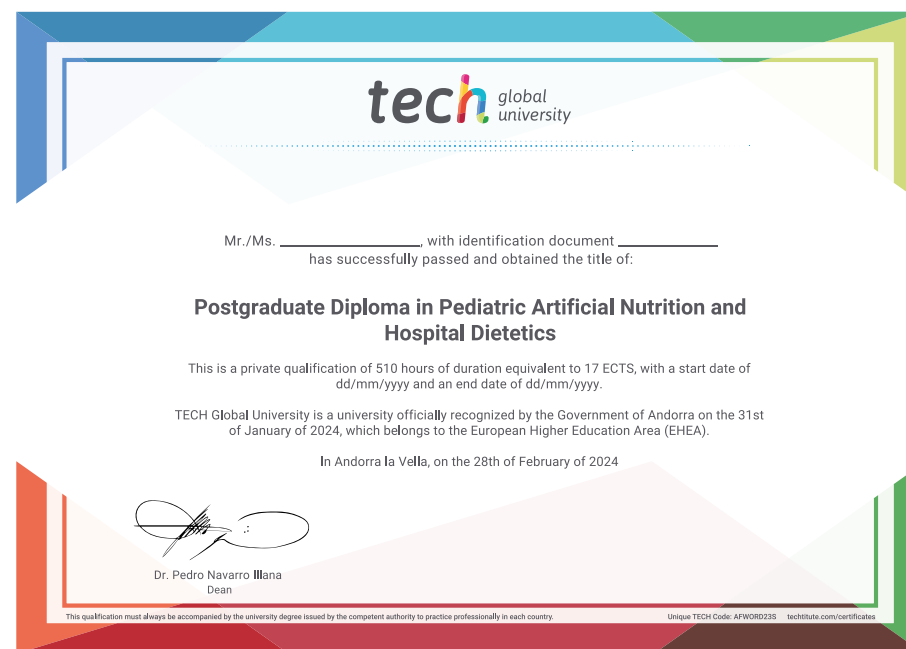 tech global university
Mr./Ms. ____________________, with identification document ______________
has successfully passed and obtained the title of:
Postgraduate Diploma in Pediatric Artificial Nutrition and
Hospital Dietetics
This is a private qualification of 510 hours of duration equivalent to 17 ECTS, with a start date of
dd/mm/yyyy and an end date of dd/mm/yyyy.
TECH Global University is a university officially recognized by the Government of Andorra on the 31st
of January of 2024, which belongs to the European Higher Education Area (EHEA).
In Andorra la Vella, on the 28th of February of 2024
Dr. Pedro Navarro Illana
Dean
This qualification must always be accompanied by the university degree issued by the competent authority to practice professionally in each country.
Unique TECH Code: AFWORD23S techtitute.com/certificates